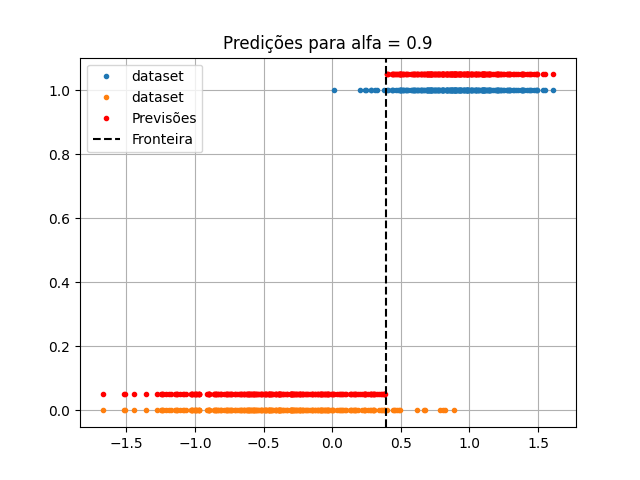 Predições para alfa = 0.9
dataset
dataset
Previsões
Fronteira
1.0
0.8
0.6
0.4
0.2
0.0
−1.5 −1.0 −0.5 0.0 0.5 1.0 1.5